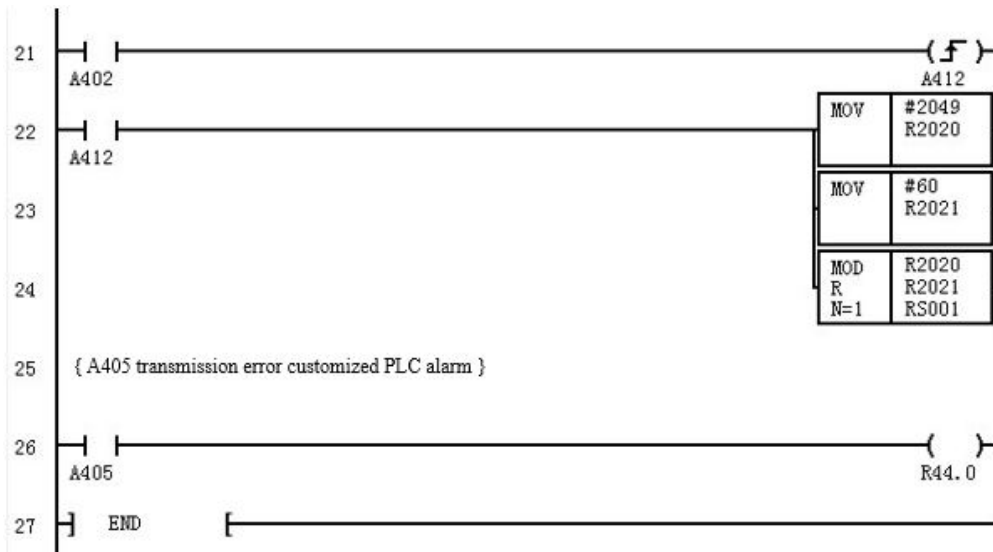 21
A402
A412
MOV #2049
R2020
22
A412
MOV #60
R2021
23
MOD R2020
R R2021
N=1 RS001
24
25 { A405 transmission error customized PLC alarm }
26
A405
R44.0
27 END